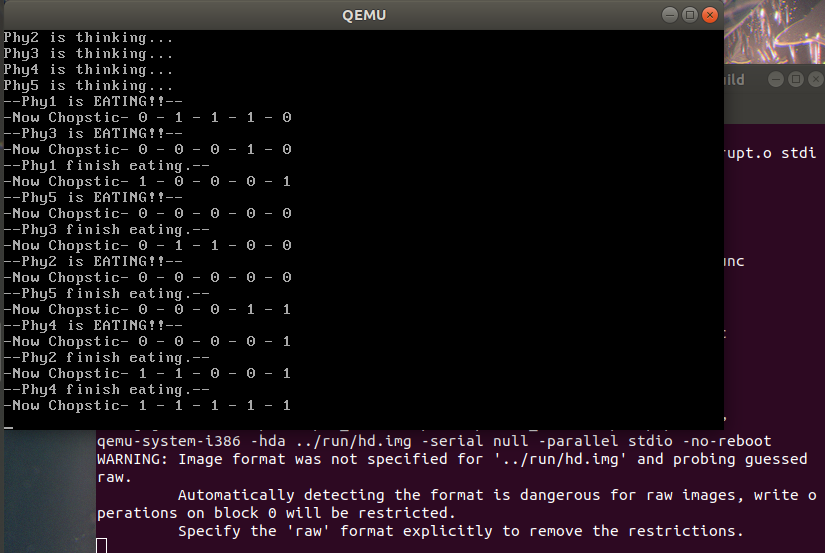 QEMU
Phy2 is thinking...
Phy3 is thinking...
Phy4 is thinking...
Phy5 is thinking...
--Phy1 is EATING!!--
-Now Chopstic- 0 - 1 - 1 - 1 - 0
--Phy3 is EATING!!--
-Now Chopstic- 0 - 0 - 0 - 1 - 0
--Phy1 finish eating.--
-Now Chopstic- 1 - 0 - 0 - 0 - 1
--Phy5 is EATING!!--
-Now Chopstic- 0 - 0 - 0 - 0 - 0
--Phy3 finish eating.--
-Now Chopstic- 0 - 1 - 1 - 0 - 0
--Phy2 is EATING!!--
-Now Chopstic- 0 - 0 - 0 - 0 - 0
--Phy5 finish eating.--
-Now Chopstic- 0 - 0 - 0 - 1 - 1
--Phy4 is EATING!!--
-Now Chopstic- 0 - 0 - 0 - 0 - 1
--Phy2 finish eating.--
-Now Chopstic- 1 - 1 - 0 - 0 - 1
--Phy4 finish eating.--
-Now Chopstic- 1 - 1 - 1 - 1 - 1
uild
rupt.o stdi
unc
qemu-system-i386 -hda ../run/hd.img -serial null -parallel stdio -no-reboot
WARNING: Image format was not specified for '../run/hd.img' and probing guessed
raw.
Automatically detecting the format is dangerous for raw images, write o
perations on block 0 will be restricted.
Specify the 'raw' format explicitly to remove the restrictions.